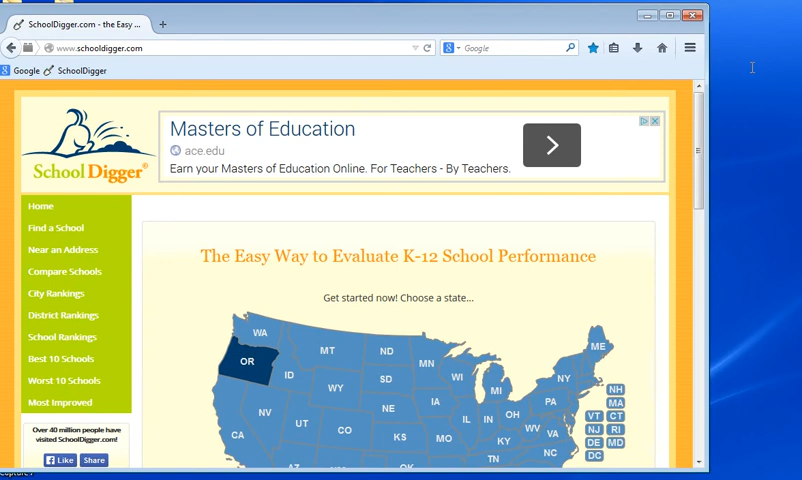 SchoolDigger.com - the Easy ...
www.schooldigger.com
Google
Google SchoolDigger
SchoolDigger®
Masters of Education
ace.edu
Earn your Masters of Education Online. For Teachers - By Teachers.
Home
Find a School
Near an Address
Compare Schools
City Rankings
District Rankings
School Rankings
Best 10 Schools
Worst 10 Schools
Most Improved
Over 40 million people have
visited SchoolDigger.com!
Like Share
The Easy Way to Evaluate K-12 School Performance
Get started now! Choose a state...
WA
MT ND ME
OR MN
ID SD WI NY
WY MI NH
IA PA MA
NE OH VT CT
NV IL IN NJ RI
UT CO WV DE MD
CA KS MO VA
KY DC
NC
TN